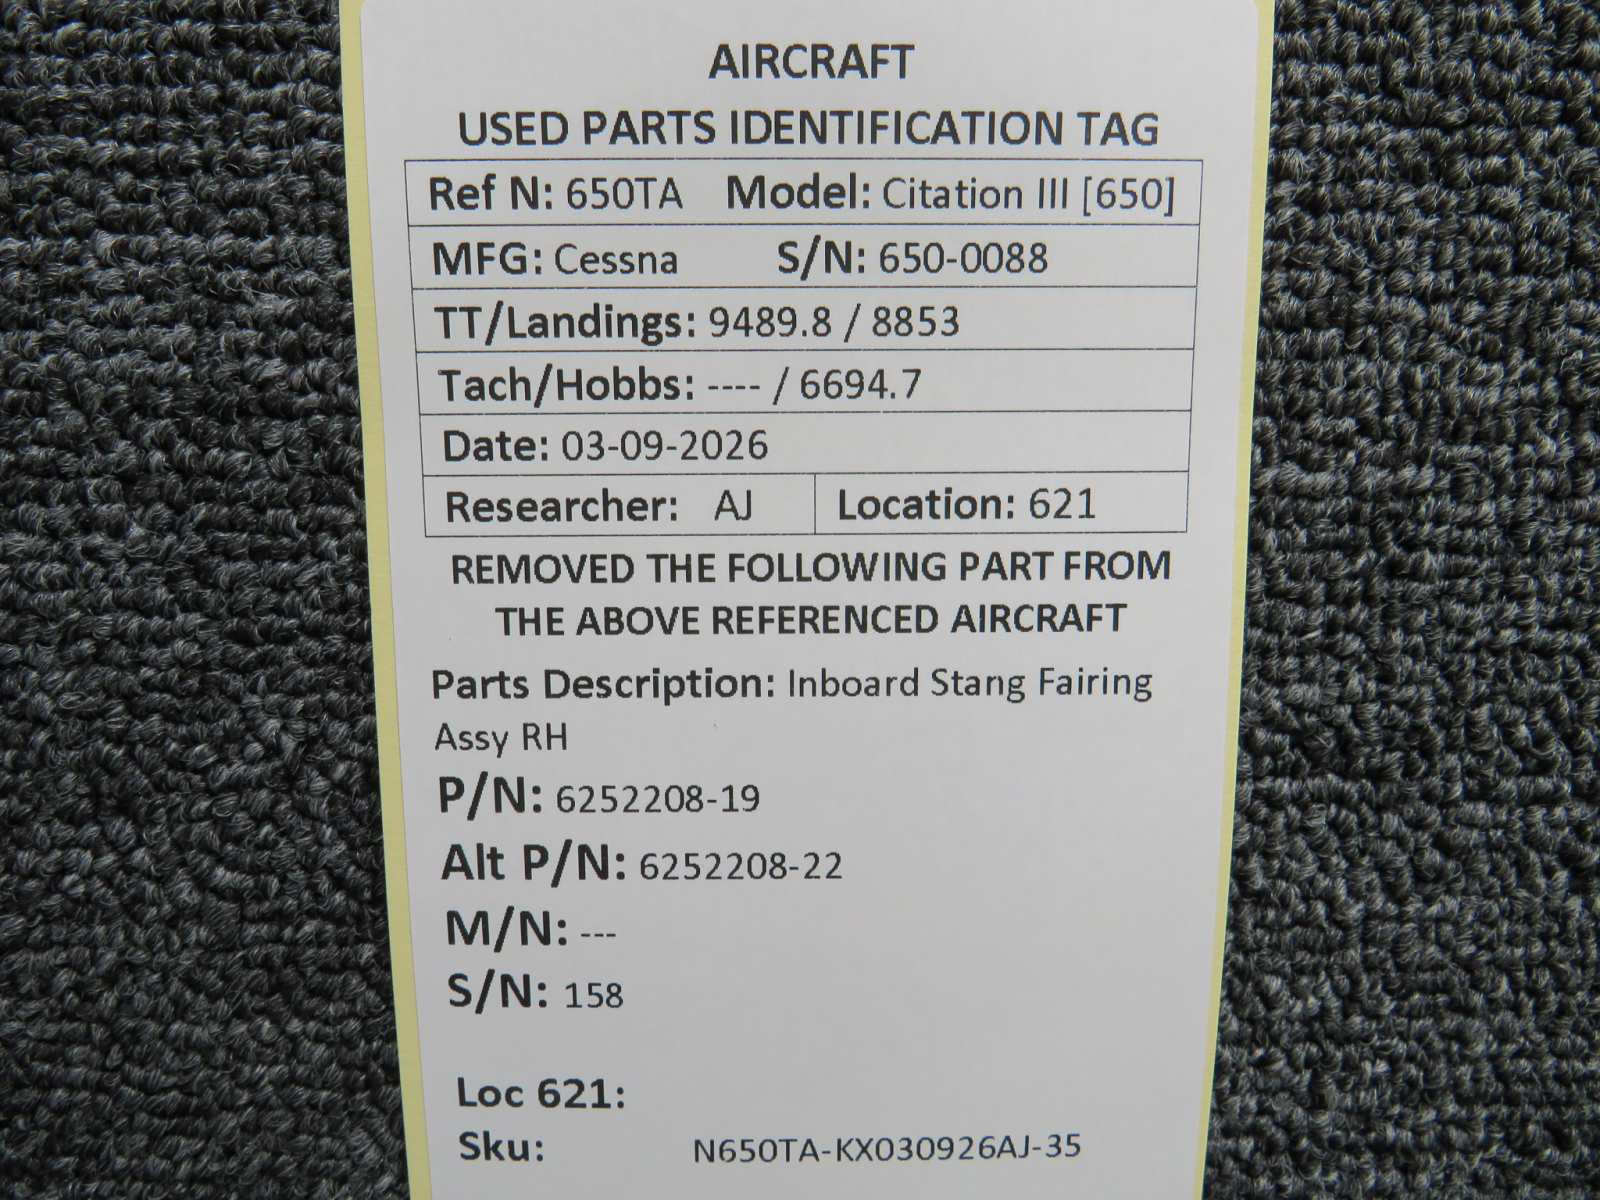 AIRCRAFT
USED PARTS IDENTIFICATION TAG
Ref N: 650TA Model: Citation III [650]
MFG: Cessna S/N: 650-0088
TT/Landings: 9489.8 / 8853
Tach/Hobbs: ---- / 6694.7
Date: 03-09-2026
Researcher: AJ Location: 621
REMOVED THE FOLLOWING PART FROM
THE ABOVE REFERENCED AIRCRAFT
Parts Description: Inboard Stang Fairing
Assy RH
P/N: 6252208-19
Alt P/N: 6252208-22
M/N: ---
S/N: 158
Loc 621:
Sku: N650TA-KX030926AJ-35